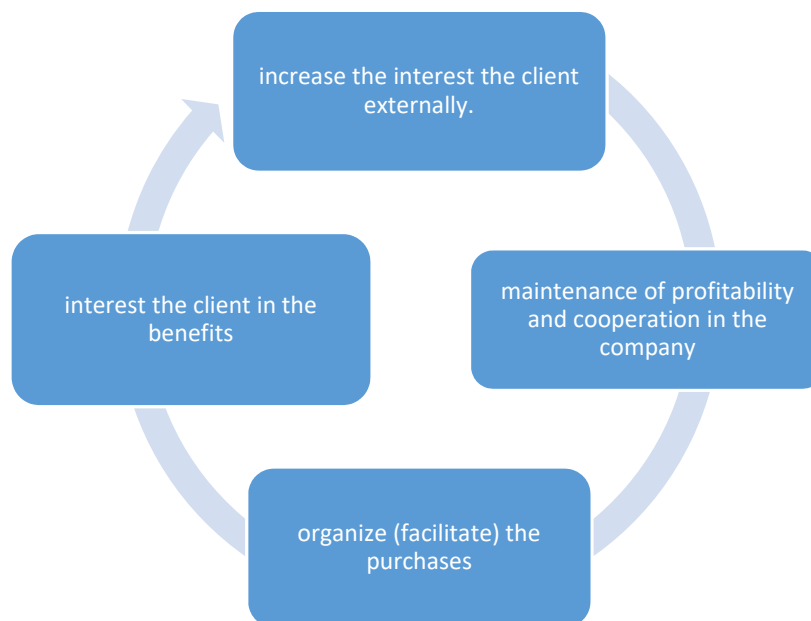 increase the interest the client
externally.
maintenance of profitability
and cooperation in the
company
organize (facilitate) the
purchases
interest the client in the
benefits